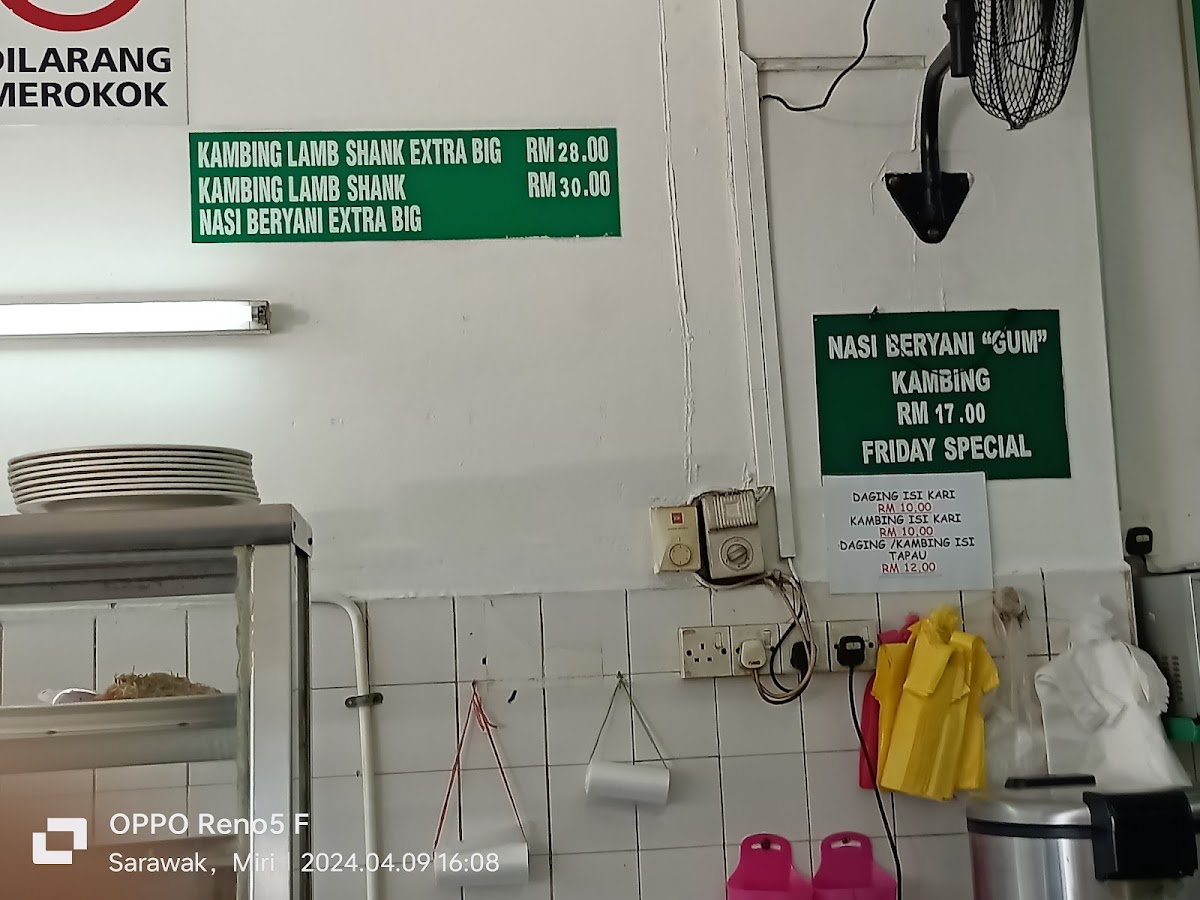 DILARANG
MEROKOK
KAMBING LAMB SHANK EXTRA BIG RM 28.00
KAMBING LAMB SHANK RM 30.00
NASI BERYANI EXTRA BIG
NASI BERYANI “GUM”
KAMBING
RM 17.00
FRIDAY SPECIAL
DAGING ISI KARI
RM 10.00
KAMBING ISI KARI
RM 10.00
DAGING /KAMBING ISI
TAPAU
RM 12.00
OPPO Reno5 F
Sarawak, Miri | 2024.04.09 16:08